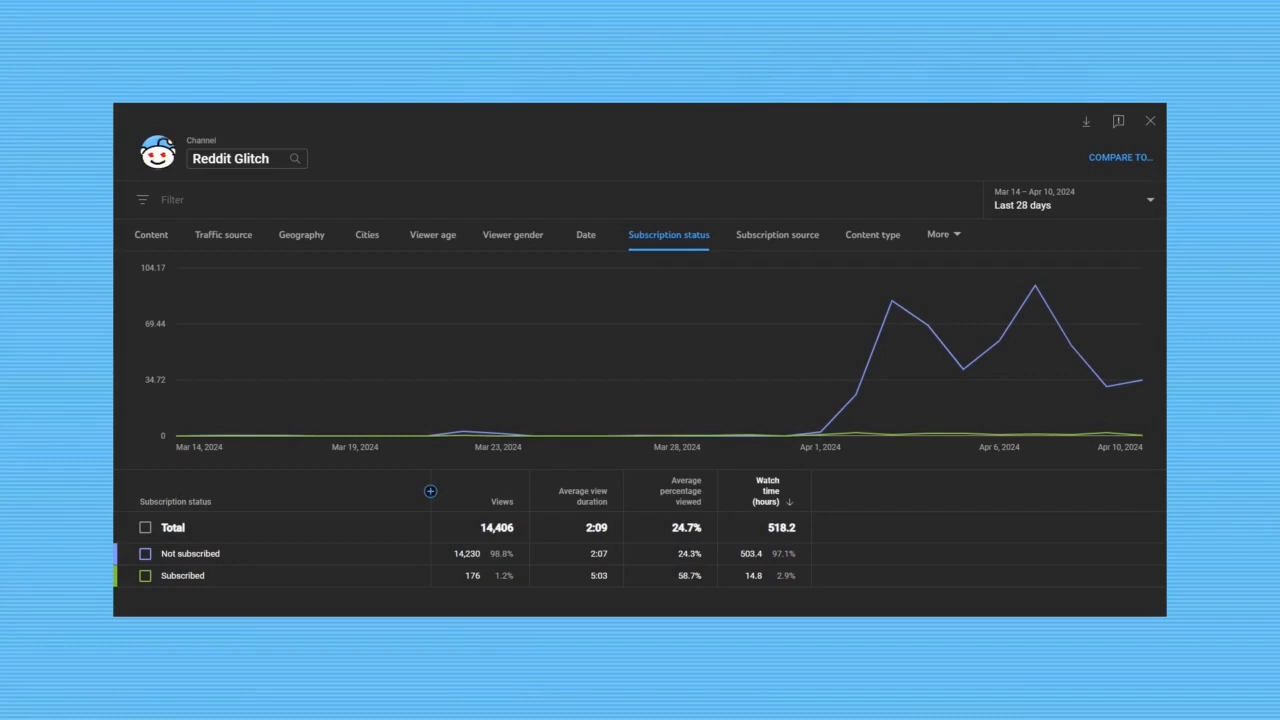 Channel
Reddit Glitch
COMPARE TO...
Filter
Mar 14 – Apr 10, 2024
Last 28 days
Content Traffic source Geography Cities Viewer age Viewer gender Date Subscription status Subscription source Content type More
104.17
69.44
34.72
0
Mar 14, 2024 Mar 19, 2024 Mar 23, 2024 Mar 28, 2024 Apr 1, 2024 Apr 6, 2024 Apr 10, 2024
Subscription status
Views
Average view
duration
Average
percentage
viewed
Watch
time
(hours)
Total 14,406 2:09 24.7% 518.2
Not subscribed 14,230 98.8% 2:07 24.3% 503.4 97.1%
Subscribed 176 1.2% 5:03 58.7% 14.8 2.9%